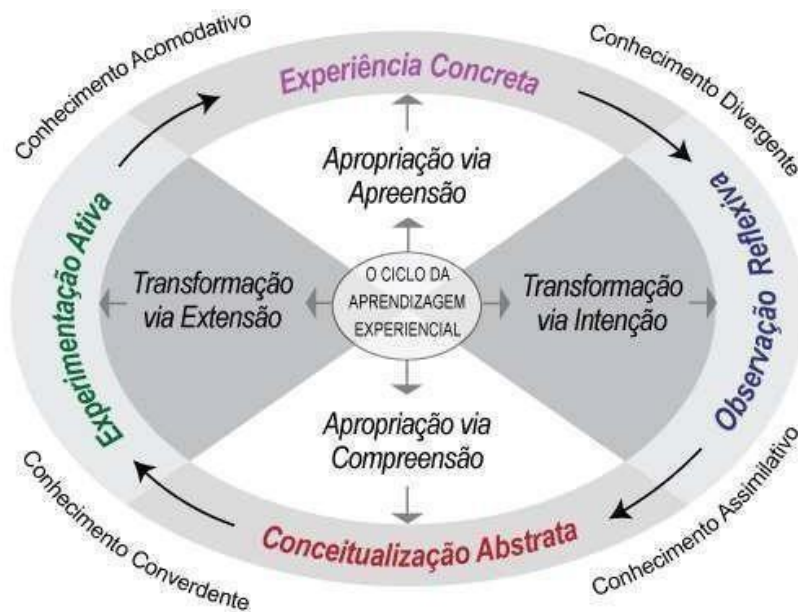 Conhecimento Acomodativo
Experiência Concreta
Conhecimento Divergente
Apropriação via
Apreensão
Experimentação Ativa
Transformação
via Extensão
O CICLO DA
APRENDIZAGEM
EXPERIENCIAL
Transformação
via Intenção
Observação Reflexiva
Apropriação via
Compreensão
Conhecimento Converdente
Conceitualização Abstrata
Conhecimento Assimilativo